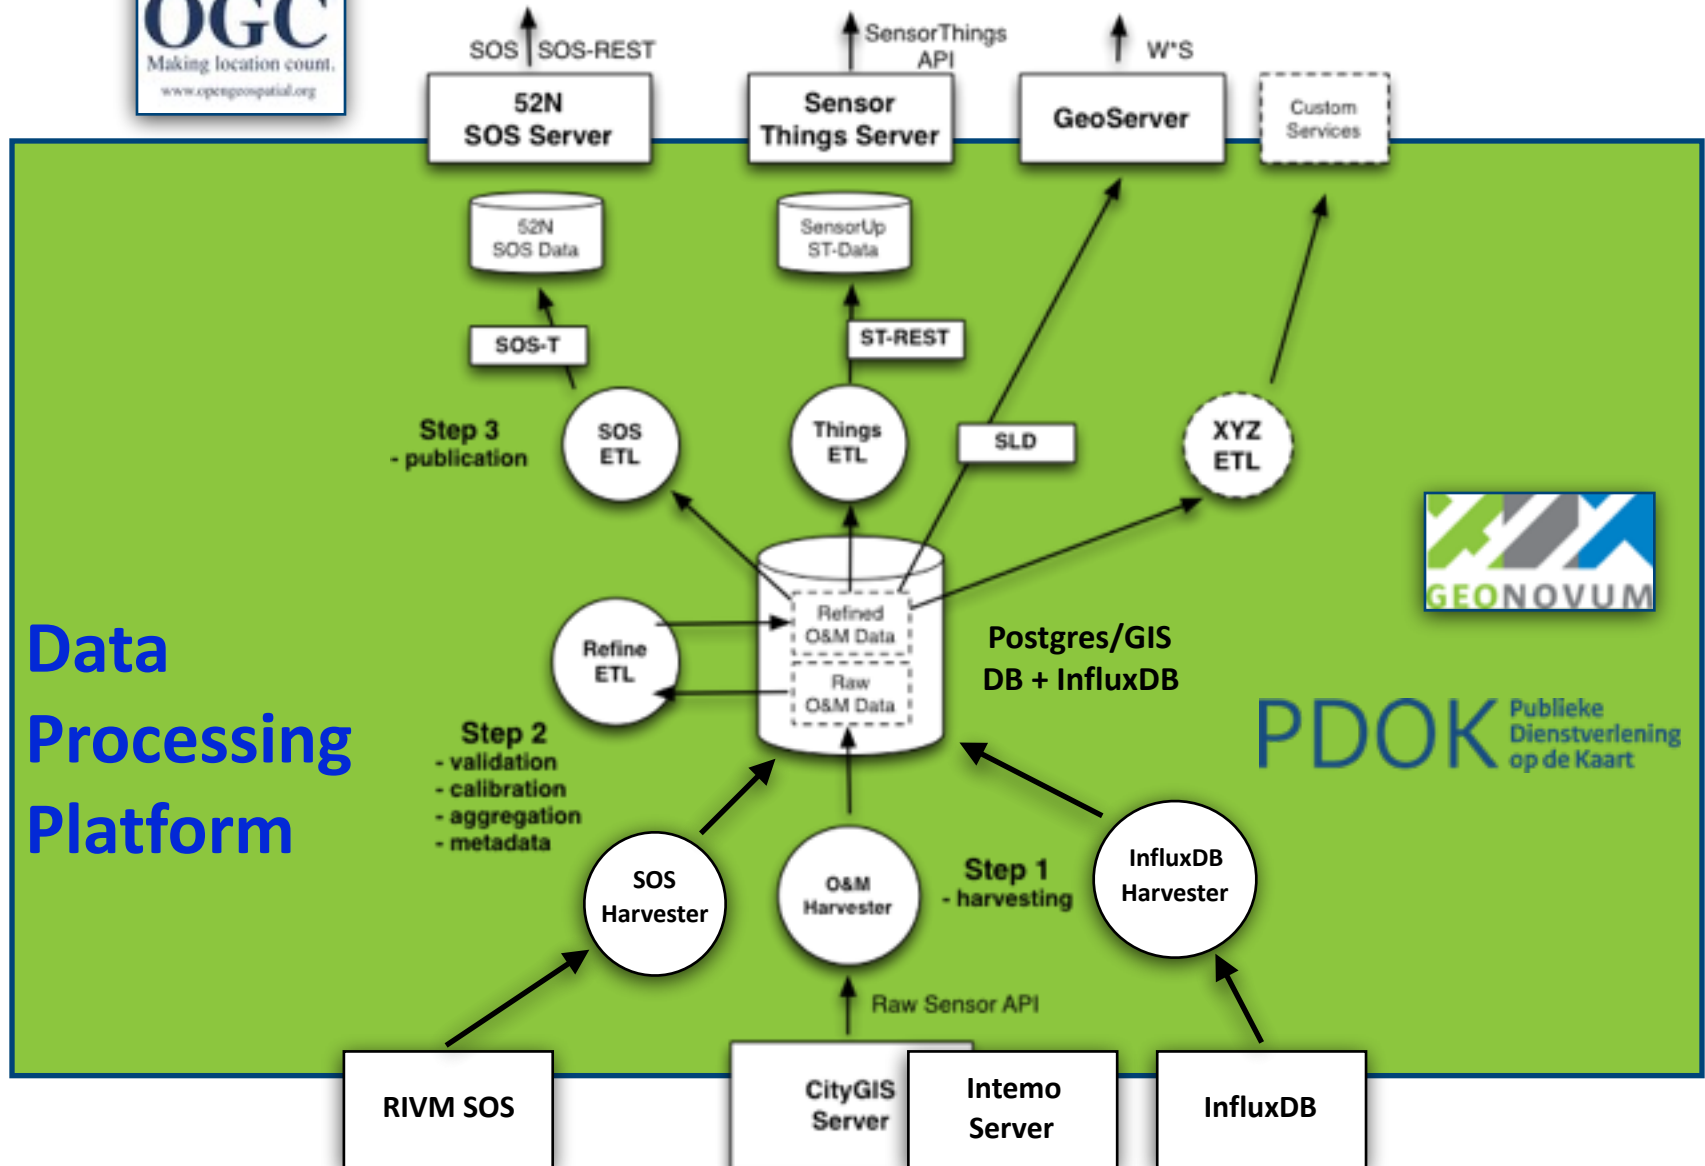 OGC
Making location count.
www.opengeospatial.org
SOS
SOS-REST
SensorThings
API
W*S
52N
SOS Server
Sensor
Things Server
GeoServer
Custom
Services
52N
SOS Data
SensorUp
ST-Data
SOS-T
ST-REST
Step 3
- publication
SOS
ETL
Things
ETL
SLD
XYZ
ETL
GEONOVUM
Refined
O&M Data
Raw
O&M Data
Refine
ETL
Postgres/GIS
DB + InfluxDB
Data
Processing
Platform
PDOK
Publieke
Dienstverlening
op de Kaart
Step 2
- validation
- calibration
- aggregation
- metadata
SOS
Harvester
O&M
Harvester
Step 1
- harvesting
InfluxDB
Harvester
Raw Sensor API
RIVM SOS
CityGIS
Server
Intemo
Server
InfluxDB